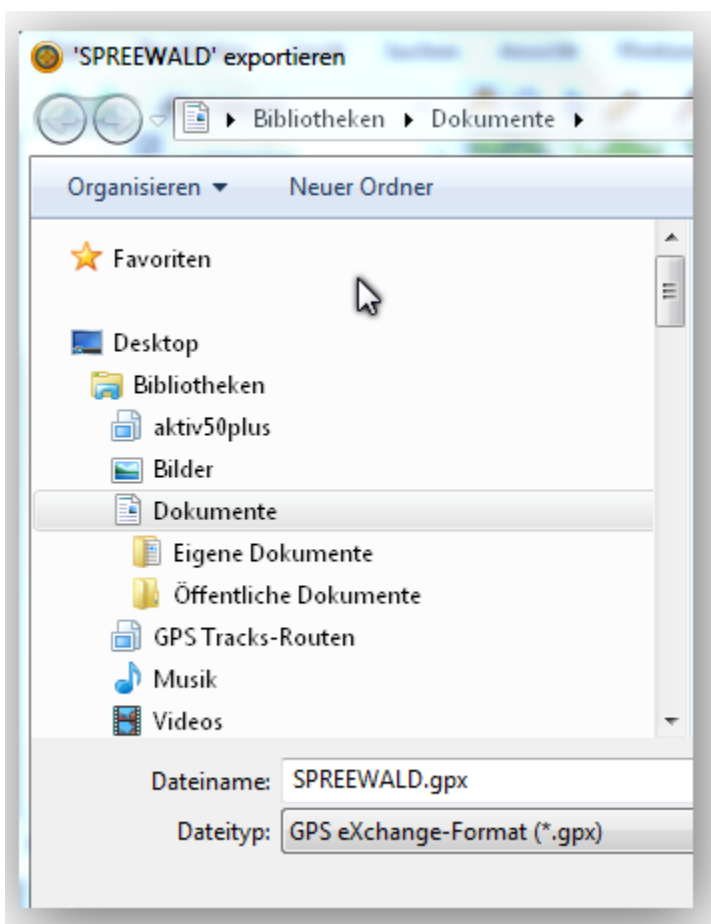 'SPREEWALD' exportieren
Bibliotheken Dokumente
Organisieren Neuer Ordner
Favoriten
Desktop
Bibliotheken
aktiv50plus
Bilder
Dokumente
Eigene Dokumente
Öffentliche Dokumente
GPS Tracks-Routen
Musik
Videos
Dateiname: SPREEWALD.gpx
Dateityp: GPS eXchange-Format (*.gpx)